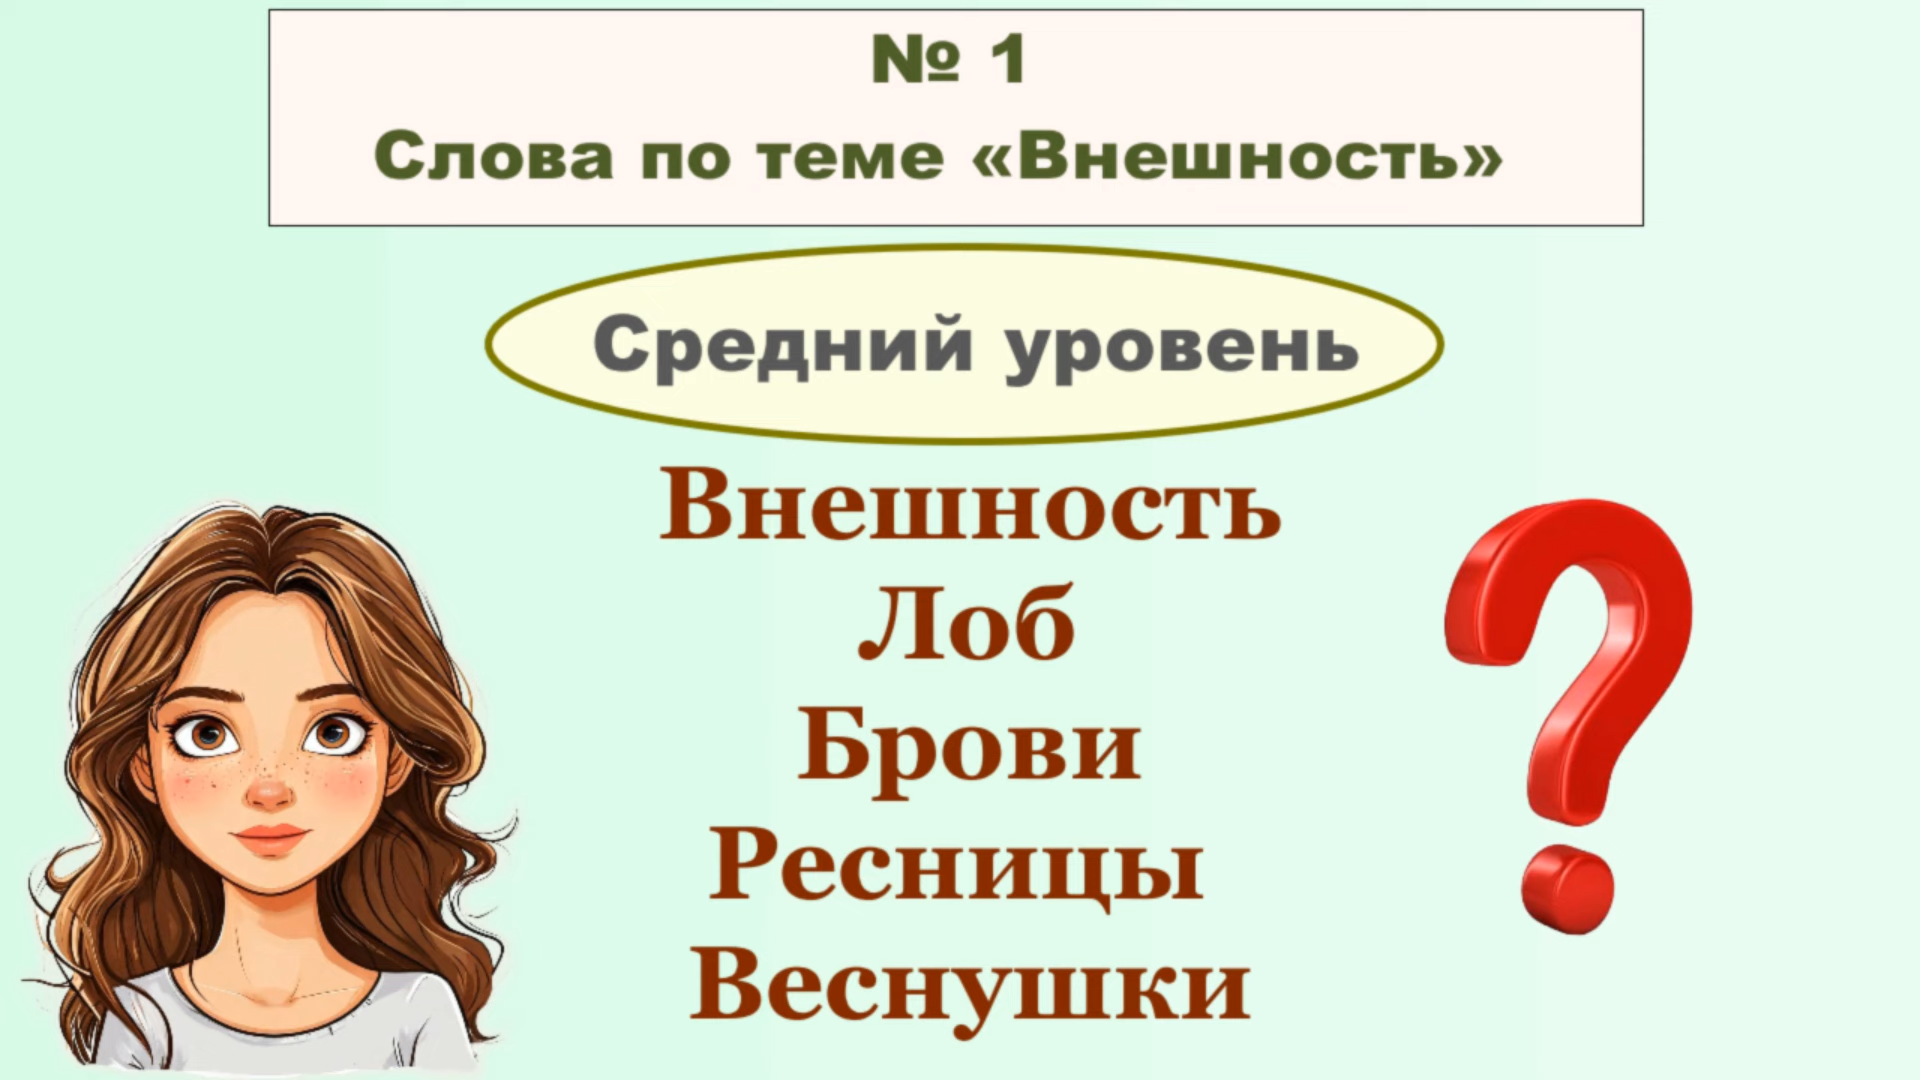 № 1
Слова по теме «Внешность»
Средний уровень
Внешность
Лоб
Брови
Ресницы
Веснушки